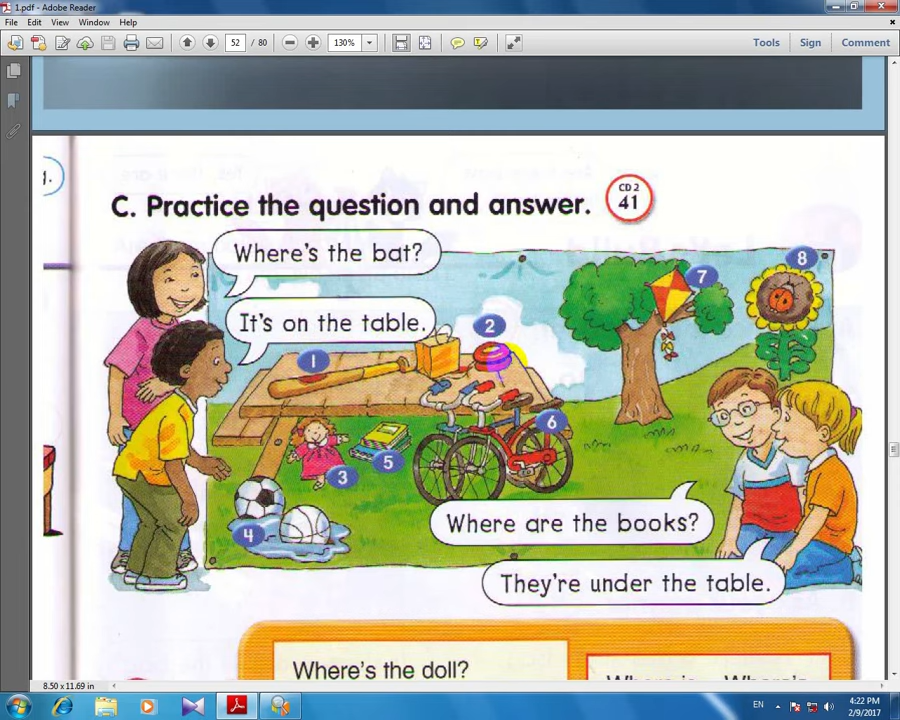 1.pdf - Adobe Reader
File Edit View Window Help
52 / 80 130% Tools Sign Comment
C. Practice the question and answer. CD 2 41
Where's the bat?
It's on the table.
1
2
3
4
5
6
7
8
Where are the books?
They're under the table.
Where's the doll?
8.50 x 11.69 in
EN 4:22 PM
2/9/2017